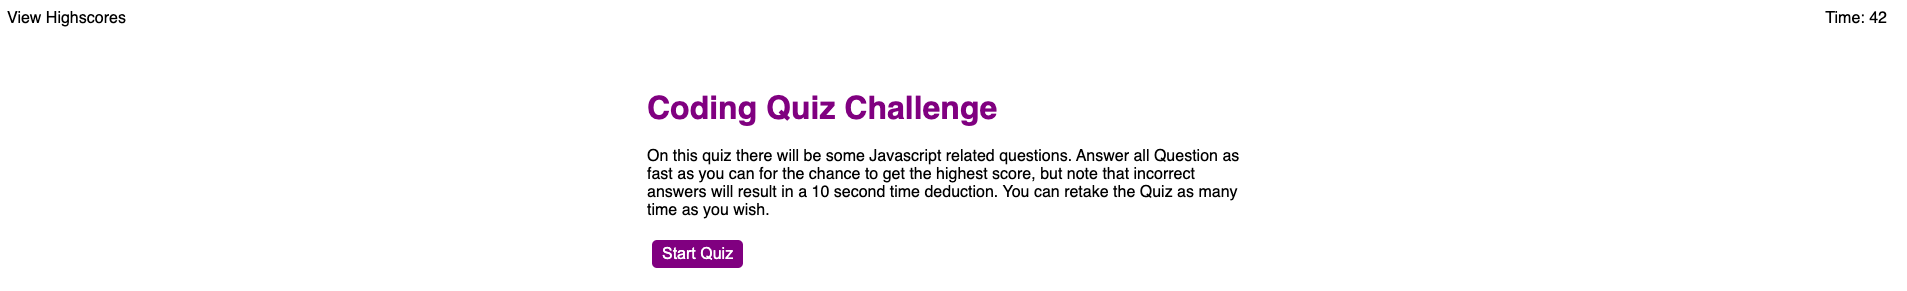 View Highscores
Time: 42
Coding Quiz Challenge
On this quiz there will be some Javascript related questions. Answer all Question as
fast as you can for the chance to get the highest score, but note that incorrect
answers will result in a 10 second time deduction. You can retake the Quiz as many
time as you wish.
Start Quiz